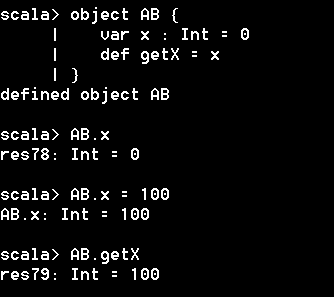 scala> object AB {
     |     var x : Int = 0
     |     def getX = x
     | }
defined object AB

scala> AB.x
res78: Int = 0

scala> AB.x = 100
AB.x: Int = 100

scala> AB.getX
res79: Int = 100